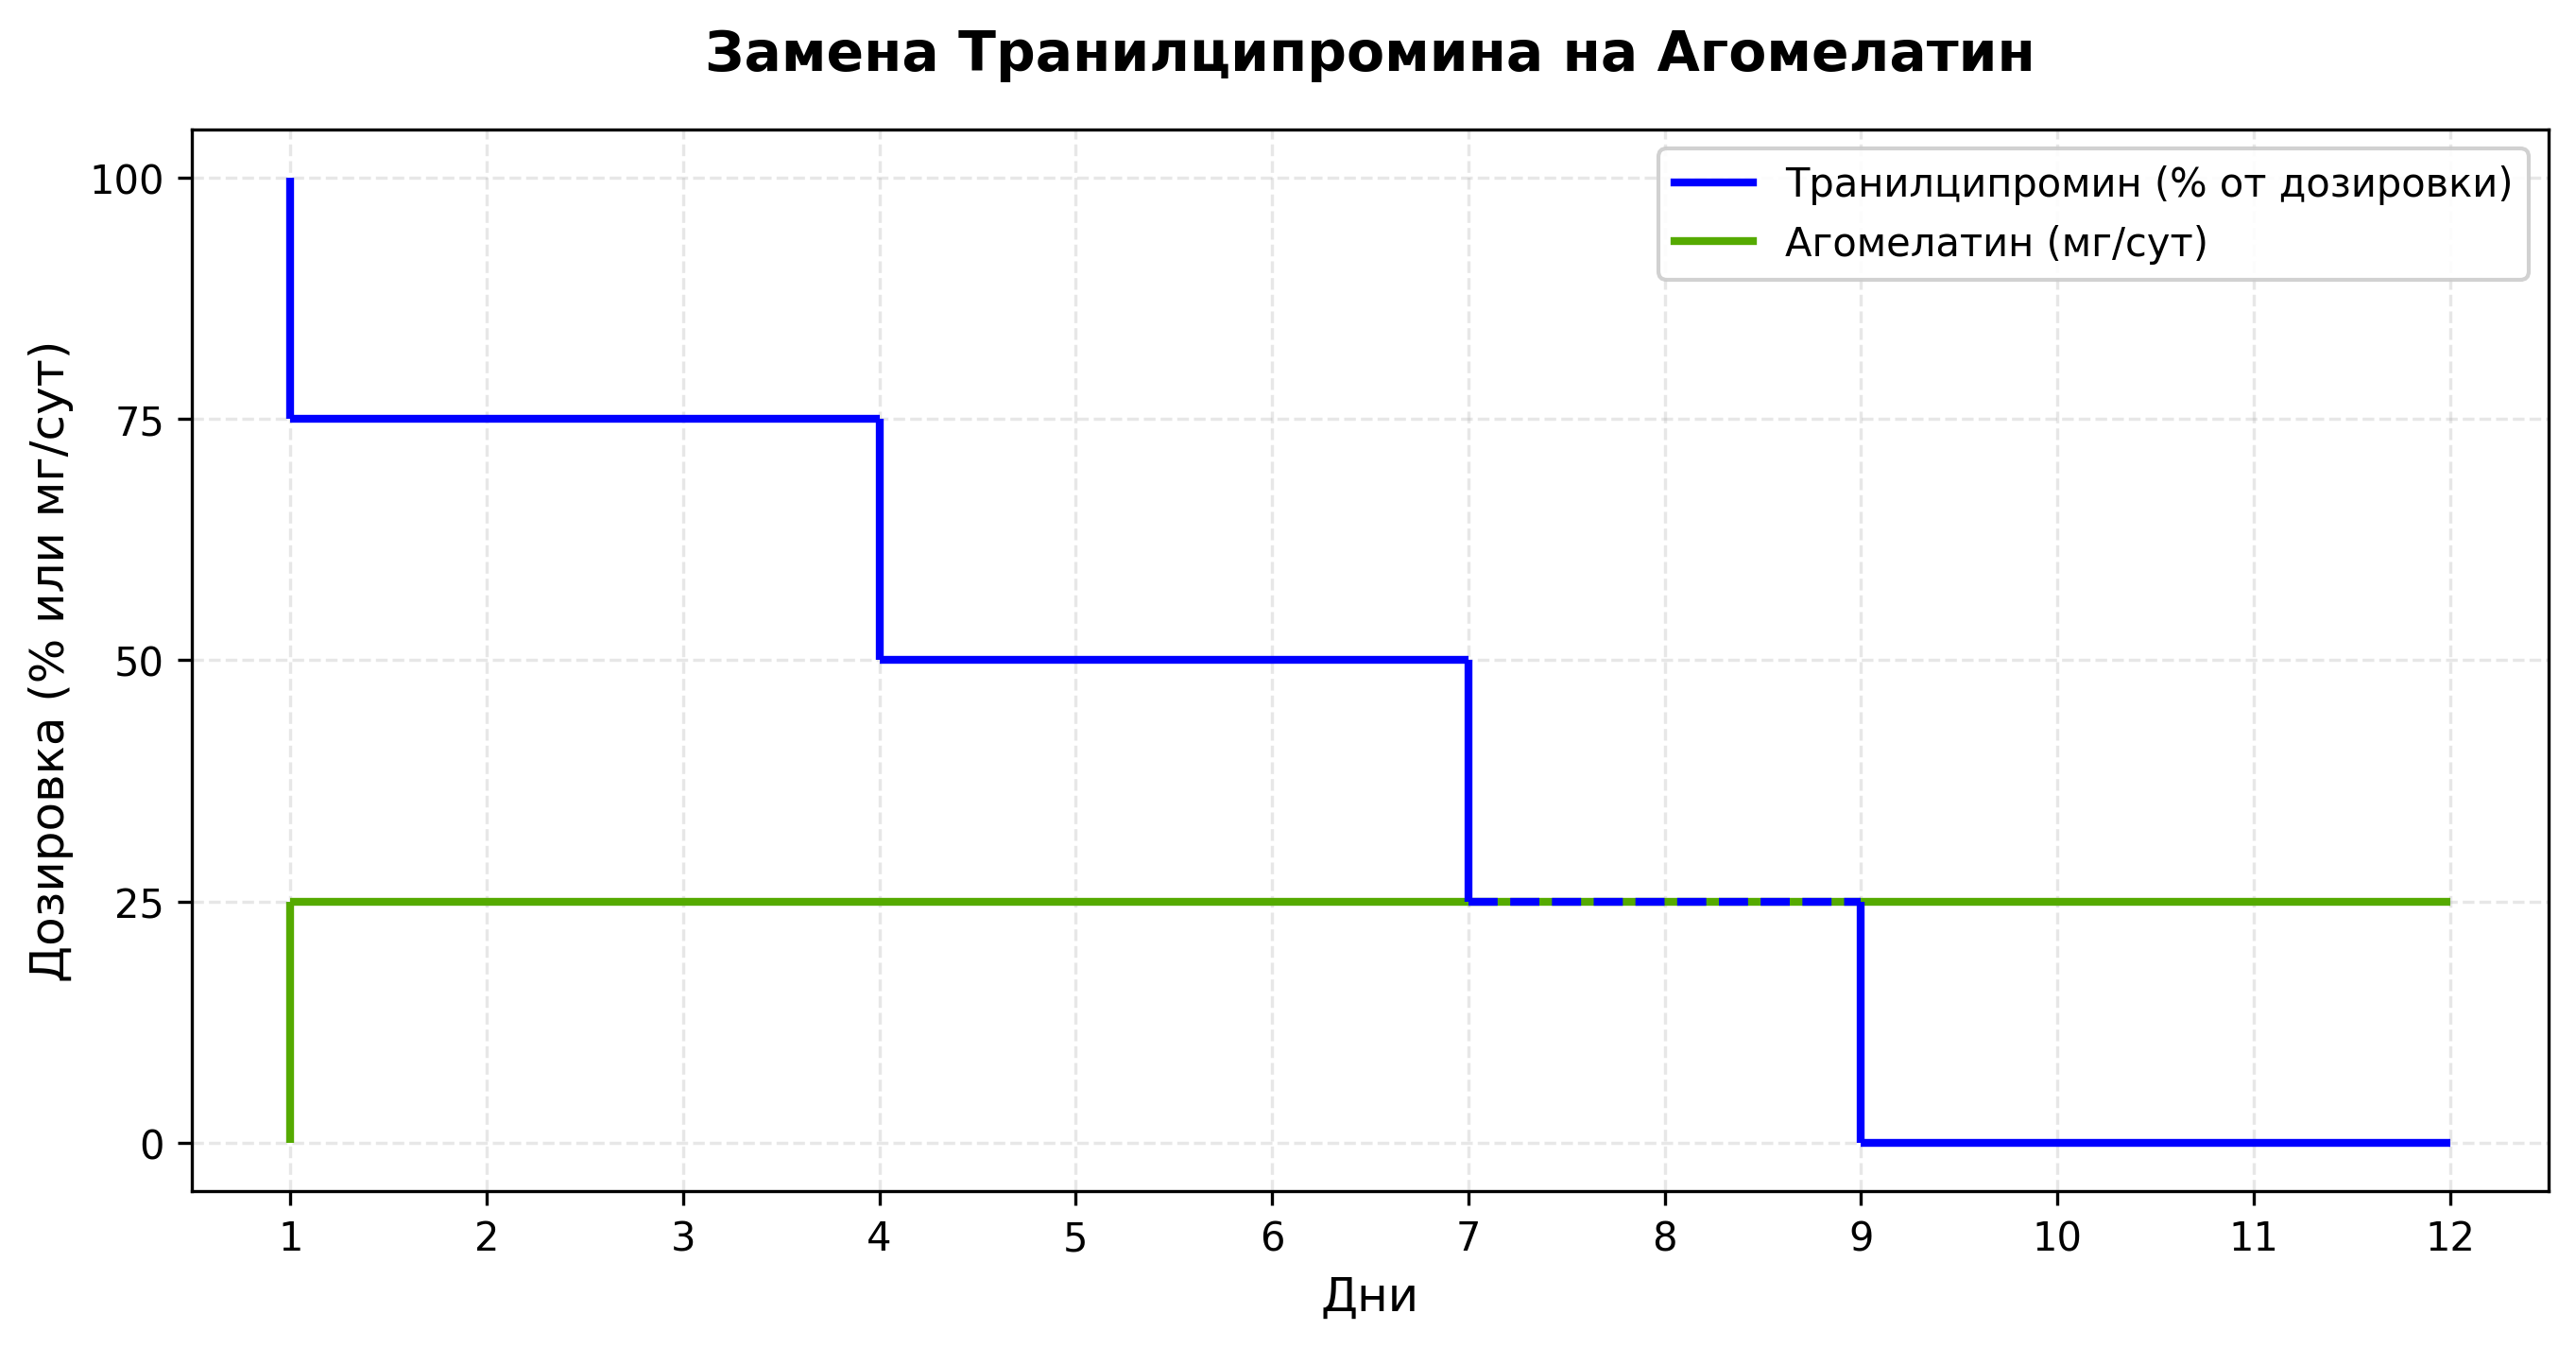 Замена Транилципромина на Агомелатин
Транилципромин (% от дозировки)
Агомелатин (мг/сут)
Дозировка (% или мг/сут)
100
75
50
25
0
1 2 3 4 5 6 7 8 9 10 11 12
Дни